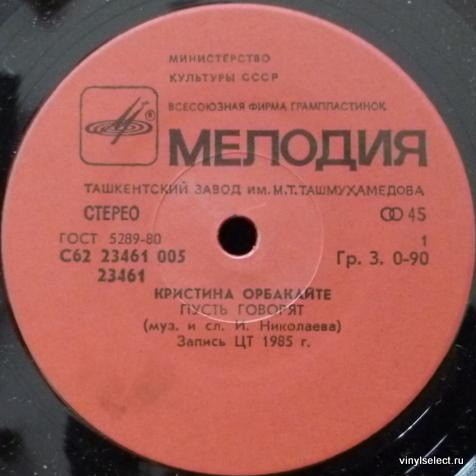 МИНИСТЕРСТВО
КУЛЬТУРЫ СССР
ВСЕСОЮЗНАЯ ФИРМА ГРАМПЛАСТИНОК
®
МЕЛОДИЯ
ТАШКЕНТСКИЙ ЗАВОД ИМ. М.Т.ТАШМУХАМЕДОВА
СТЕРЕО 45
ГОСТ 5289-80 1
С62 23461 005 Гр. 3. 0-90
23461
КРИСТИНА ОРБАКАЙТЕ
ПУСТЬ ГОВОРЯТ
(муз. и сл. И. Николаева)
Запись ЦТ 1985 г.
vinylselect.ru